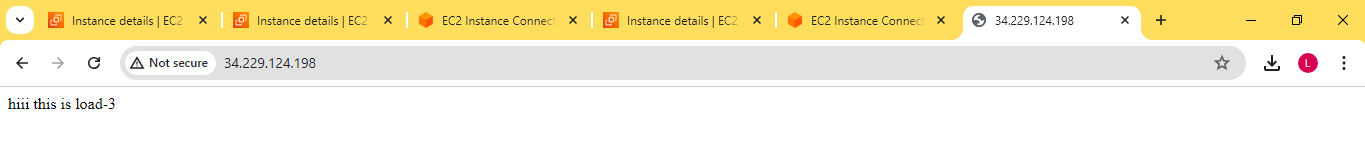 Instance details | EC2
Instance details | EC2
EC2 Instance Connect
Instance details | EC2
EC2 Instance Connect
34.229.124.198
Not secure
34.229.124.198
L
hiii this is load-3